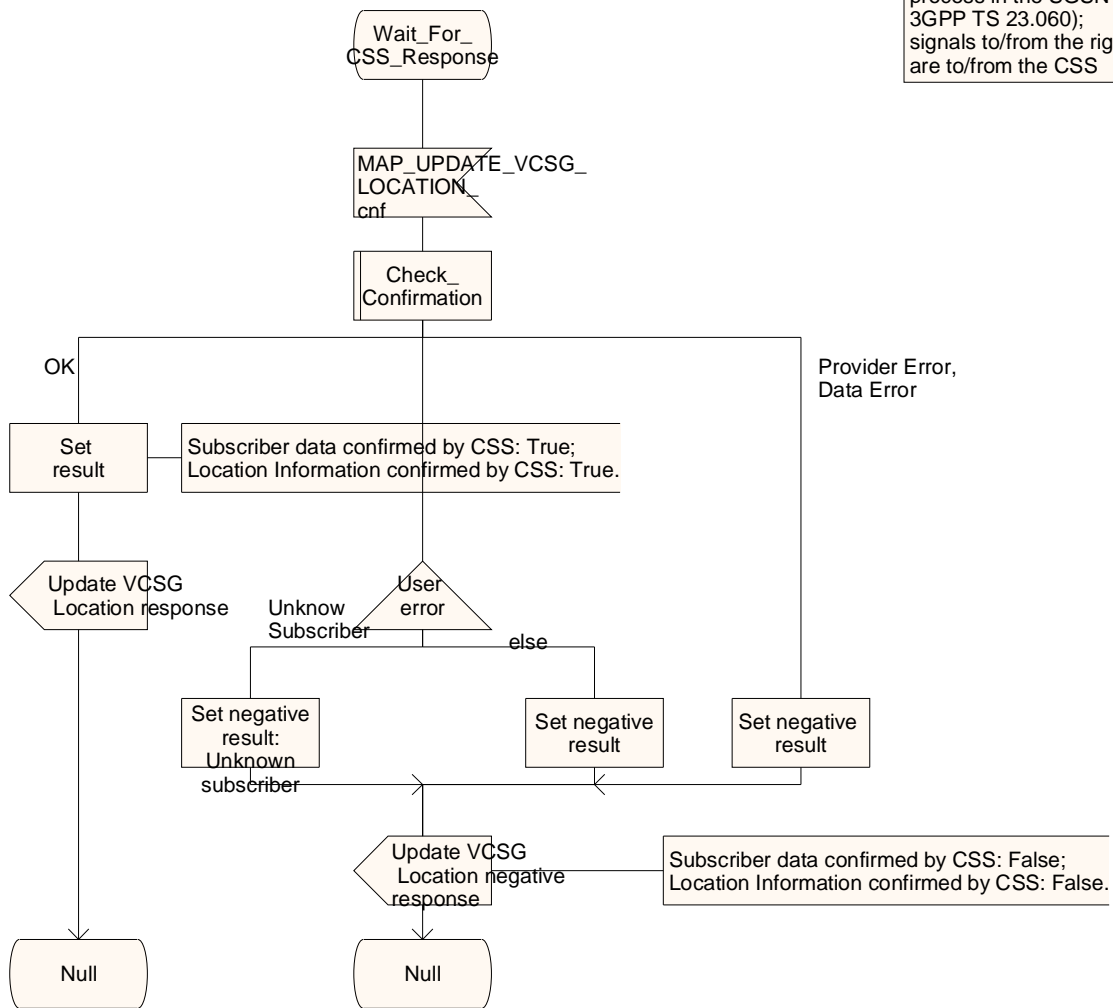 process in the SGSN
3GPP TS 23.060);
signals to/from the rig
are to/from the CSS
Wait_For_
CSS_Response
MAP_UPDATE_VCSG_
LOCATION_
cnf
Check_
Confirmation
OK
Provider Error,
Data Error
Set
result
Subscriber data confirmed by CSS: True;
Location Information confirmed by CSS: True.
Update VCSG
Location response
User
error
Unknow
Subscriber
else
Set negative
result:
Unknown
subscriber
Set negative
result
Set negative
result
Update VCSG
Location negative
response
Subscriber data confirmed by CSS: False;
Location Information confirmed by CSS: False.
Null
Null